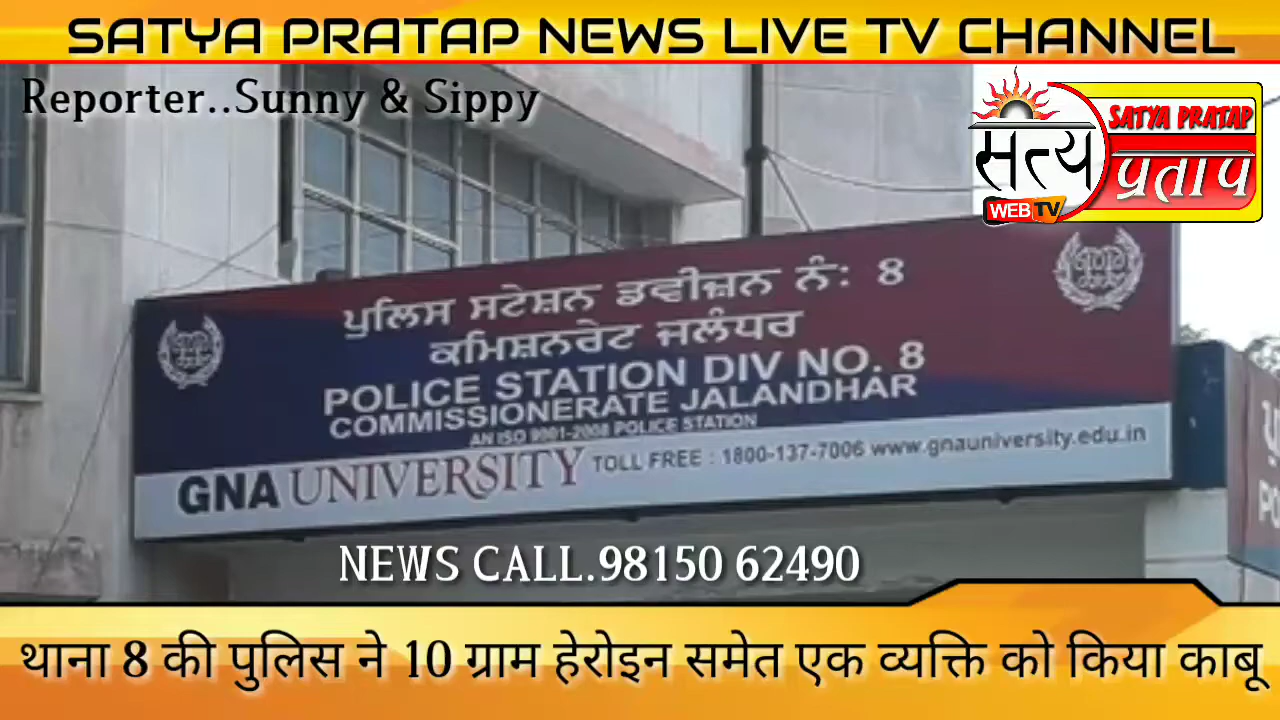 SATYA PRATAP NEWS LIVE TV CHANNEL
Reporter..Sunny & Sippy
SATYA PRATAP
सत्य
प्रताप
WEB TV
ਪੁਲਿਸ ਸਟੇਸ਼ਨ ਡਵੀਜ਼ਨ ਨੰ: 8
ਕਮਿਸ਼ਨਰੇਟ ਜਲੰਧਰ
POLICE STATION DIV NO. 8
COMMISSIONERATE JALANDHAR
AN ISO 9001-2008 POLICE STATION
GNA UNIVERSITY TOLL FREE : 1800-137-7006 www.gnauniversity.edu.in
NEWS CALL.98150 62490
थाना 8 की पुलिस ने 10 ग्राम हेरोइन समेत एक व्यक्ति को किया काबू